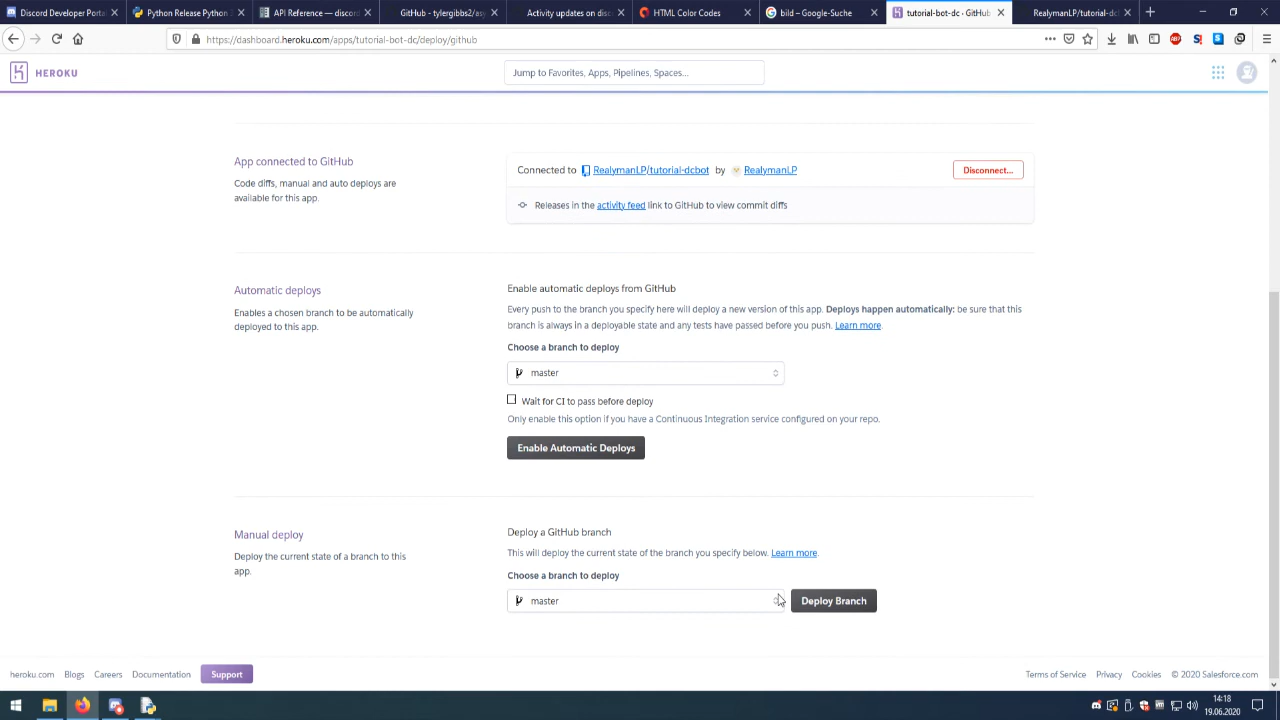 Discord Developer Porta
Python Release Python
API Reference — discord
GitHub - tylergibbs2/asy
Activity updates on disc
HTML Color Codes
bild – Google-Suche
tutorial-bot-dc · GitHub
RealymanLP/tutorial-dcl
https://dashboard.heroku.com/apps/tutorial-bot-dc/deploy/github
HEROKU
Jump to Favorites, Apps, Pipelines, Spaces...
App connected to GitHub
Code diffs, manual and auto deploys are
available for this app.
Connected to RealymanLP/tutorial-dcbot by RealymanLP
Disconnect...
Releases in the activity feed link to GitHub to view commit diffs
Automatic deploys
Enables a chosen branch to be automatically
deployed to this app.
Enable automatic deploys from GitHub
Every push to the branch you specify here will deploy a new version of this app. Deploys happen automatically: be sure that this
branch is always in a deployable state and any tests have passed before you push. Learn more.
Choose a branch to deploy
master
Wait for CI to pass before deploy
Only enable this option if you have a Continuous Integration service configured on your repo.
Enable Automatic Deploys
Manual deploy
Deploy the current state of a branch to this
app.
Deploy a GitHub branch
This will deploy the current state of the branch you specify below. Learn more.
Choose a branch to deploy
master
Deploy Branch
heroku.com
Blogs
Careers
Documentation
Support
Terms of Service
Privacy
Cookies
© 2020 Salesforce.com
14:18
19.06.2020